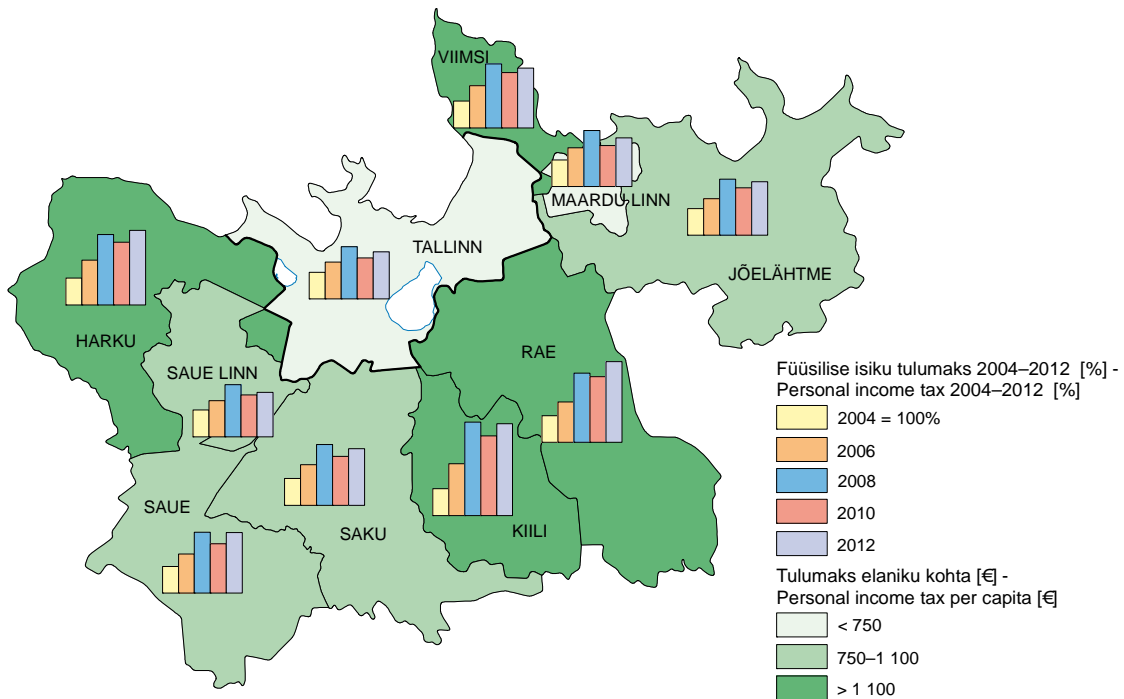 VIIMSI
MAARDU LINN
TALLINN
JÕELÄHTME
HARKU
RAE
SAUE LINN
SAUE
SAKU
KIILI
Füüsilise isiku tulumaks 2004–2012 [%] -
Personal income tax 2004–2012 [%]
2004 = 100%
2006
2008
2010
2012
Tulumaks elaniku kohta [€] -
Personal income tax per capita [€]
< 750
750–1 100
> 1 100